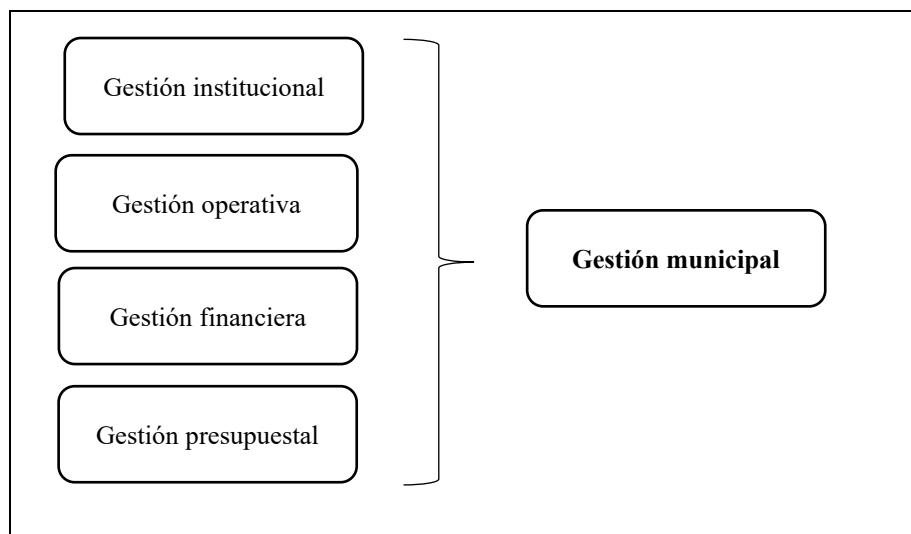 Gestión institucional
Gestión operativa
Gestión financiera
Gestión presupuestal
Gestión municipal